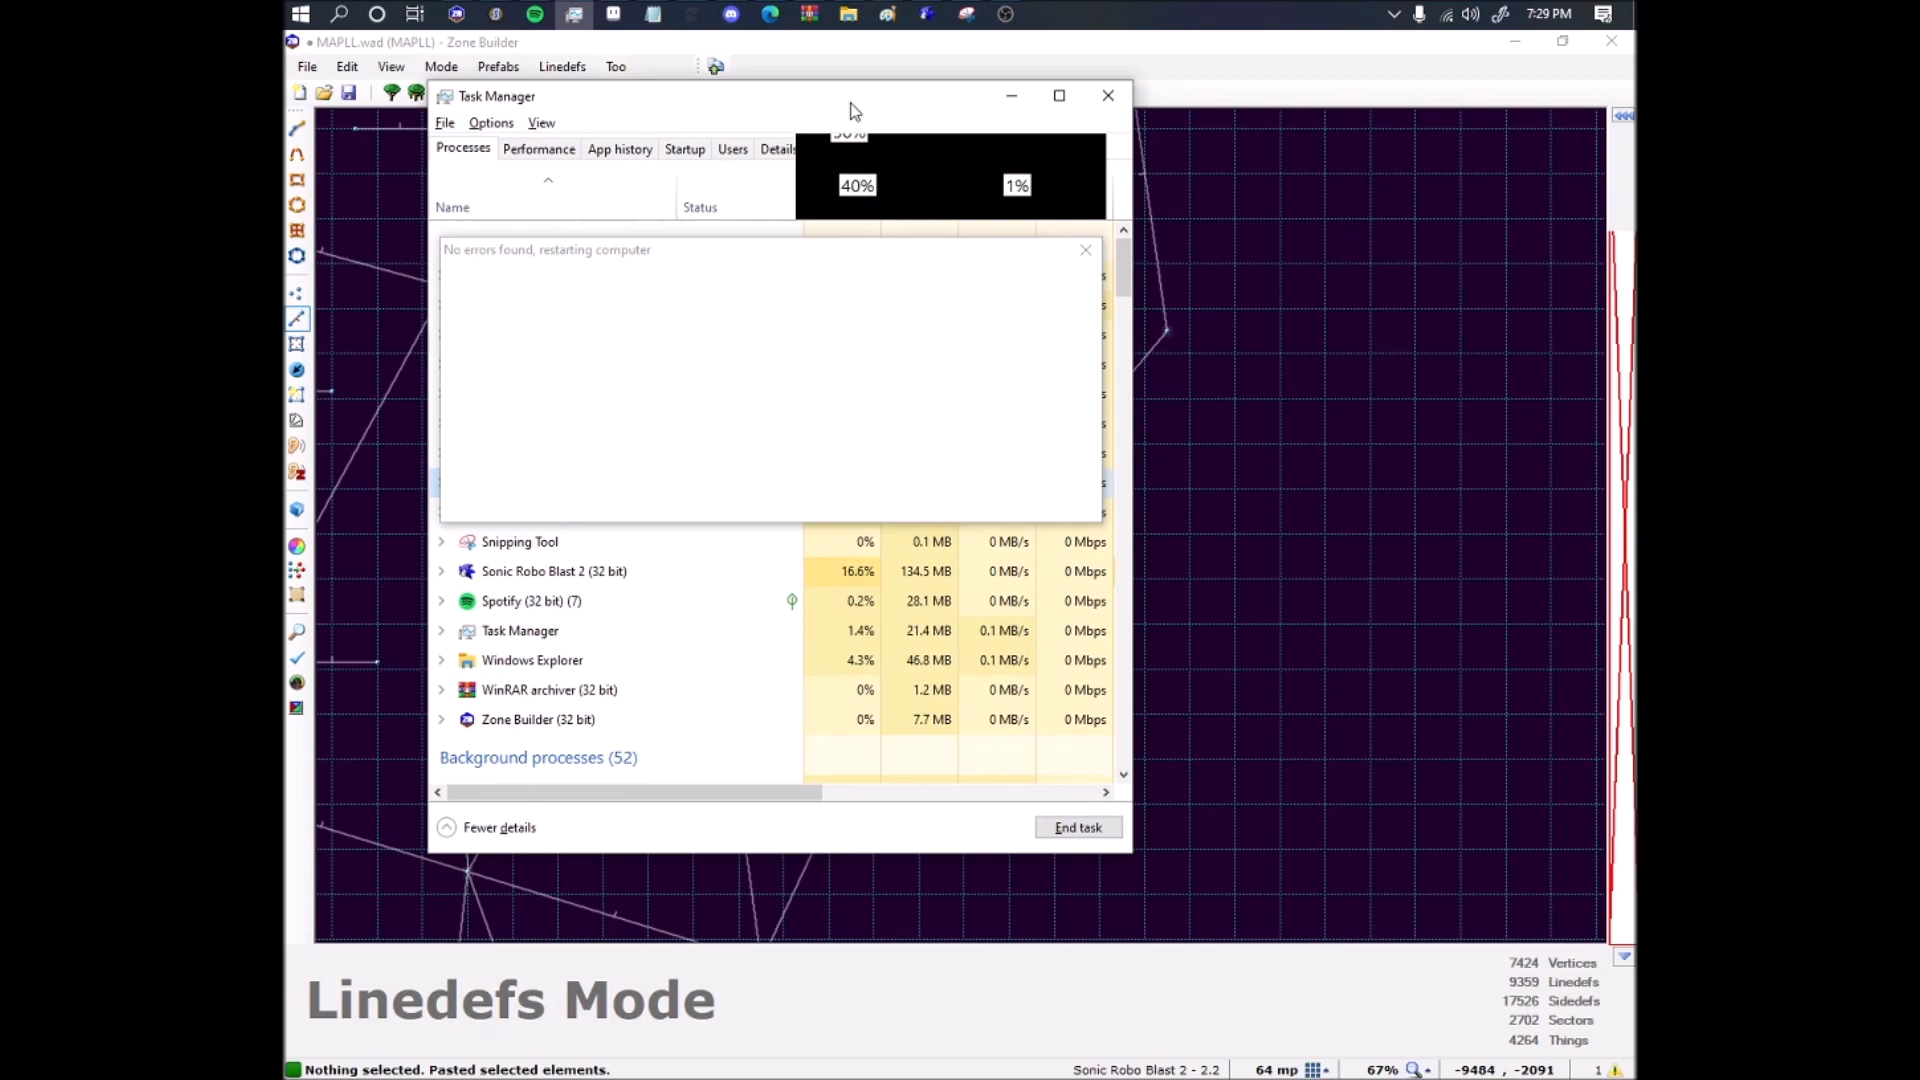 7:29 PM
MAPLL.wad (MAPLL) - Zone Builder
File Edit View Mode Prefabs Linedefs Too
Task Manager
File Options View
Processes Performance App history Startup Users Details
40% 1%
Name Status
No errors found, restarting computer
Snipping Tool 0% 0.1 MB 0 MB/s 0 Mbps
Sonic Robo Blast 2 (32 bit) 16.6% 134.5 MB 0 MB/s 0 Mbps
Spotify (32 bit) (7) 0.2% 28.1 MB 0 MB/s 0 Mbps
Task Manager 1.4% 21.4 MB 0.1 MB/s 0 Mbps
Windows Explorer 4.3% 46.8 MB 0.1 MB/s 0 Mbps
WinRAR archiver (32 bit) 0% 1.2 MB 0 MB/s 0 Mbps
Zone Builder (32 bit) 0% 7.7 MB 0 MB/s 0 Mbps
Background processes (52)
Fewer details End task
Linedefs Mode
7424 Vertices
9359 Linedefs
17526 Sidedefs
2702 Sectors
4264 Things
Nothing selected. Pasted selected elements. Sonic Robo Blast 2 - 2.2 64 mp 67% -9484 , -2091 1